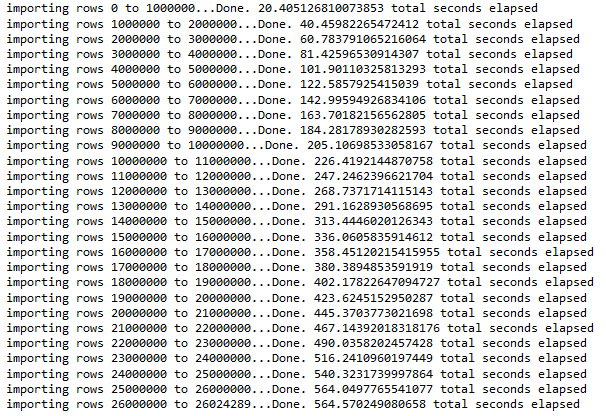 importing rows 0 to 1000000...Done. 20.405126810073853 total seconds elapsed
importing rows 1000000 to 2000000...Done. 40.45982265472412 total seconds elapsed
importing rows 2000000 to 3000000...Done. 60.783791065216064 total seconds elapsed
importing rows 3000000 to 4000000...Done. 81.42596530914307 total seconds elapsed
importing rows 4000000 to 5000000...Done. 101.90110325813293 total seconds elapsed
importing rows 5000000 to 6000000...Done. 122.5857925415039 total seconds elapsed
importing rows 6000000 to 7000000...Done. 142.99594926834106 total seconds elapsed
importing rows 7000000 to 8000000...Done. 163.70182156562805 total seconds elapsed
importing rows 8000000 to 9000000...Done. 184.28178930282593 total seconds elapsed
importing rows 9000000 to 10000000...Done. 205.10698533058167 total seconds elapsed
importing rows 10000000 to 11000000...Done. 226.4192144870758 total seconds elapsed
importing rows 11000000 to 12000000...Done. 247.2462396621704 total seconds elapsed
importing rows 12000000 to 13000000...Done. 268.7371714115143 total seconds elapsed
importing rows 13000000 to 14000000...Done. 291.1628930568695 total seconds elapsed
importing rows 14000000 to 15000000...Done. 313.4446020126343 total seconds elapsed
importing rows 15000000 to 16000000...Done. 336.0605835914612 total seconds elapsed
importing rows 16000000 to 17000000...Done. 358.45120215415955 total seconds elapsed
importing rows 17000000 to 18000000...Done. 380.3894853591919 total seconds elapsed
importing rows 18000000 to 19000000...Done. 402.17822647094727 total seconds elapsed
importing rows 19000000 to 20000000...Done. 423.6245152950287 total seconds elapsed
importing rows 20000000 to 21000000...Done. 445.3703773021698 total seconds elapsed
importing rows 21000000 to 22000000...Done. 467.14392018318176 total seconds elapsed
importing rows 22000000 to 23000000...Done. 490.0358202457428 total seconds elapsed
importing rows 23000000 to 24000000...Done. 516.2410960197449 total seconds elapsed
importing rows 24000000 to 25000000...Done. 540.3231739997864 total seconds elapsed
importing rows 25000000 to 26000000...Done. 564.0497765541077 total seconds elapsed
importing rows 26000000 to 26024289...Done. 564.570249080658 total seconds elapsed